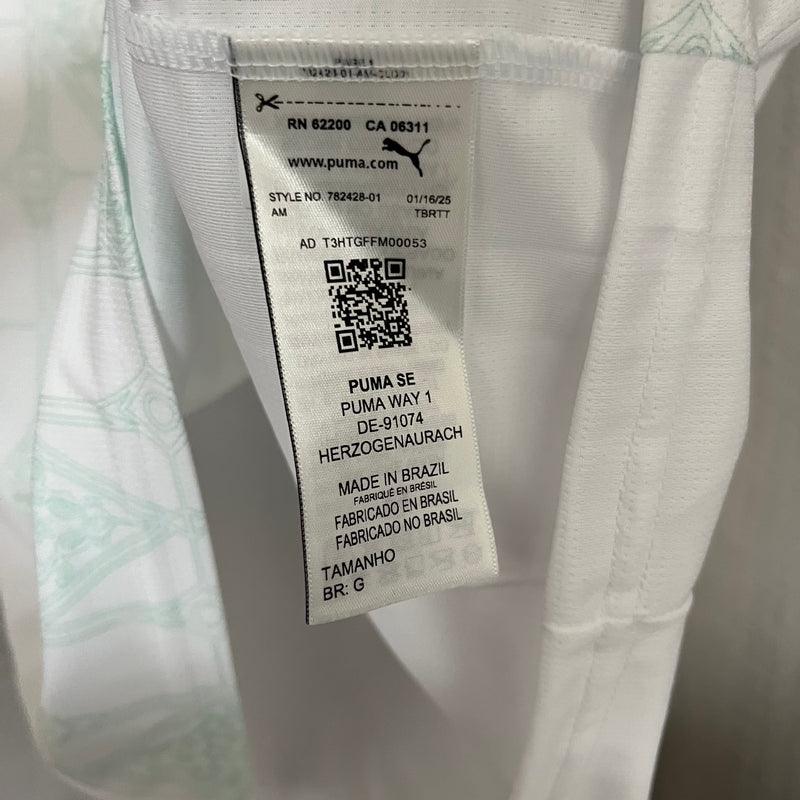 RN 62200 CA 06311
www.puma.com
STYLE NO. 782428-01 01/16/25
AM TBRTT
AD T3HTGFFM00053
PUMA SE
PUMA WAY 1
DE-91074
HERZOGENAURACH
MADE IN BRAZIL
FABRIQUÉ EN BRÉSIL
FABRICADO EN BRASIL
FABRICADO NO BRASIL
TAMANHO
BR: G